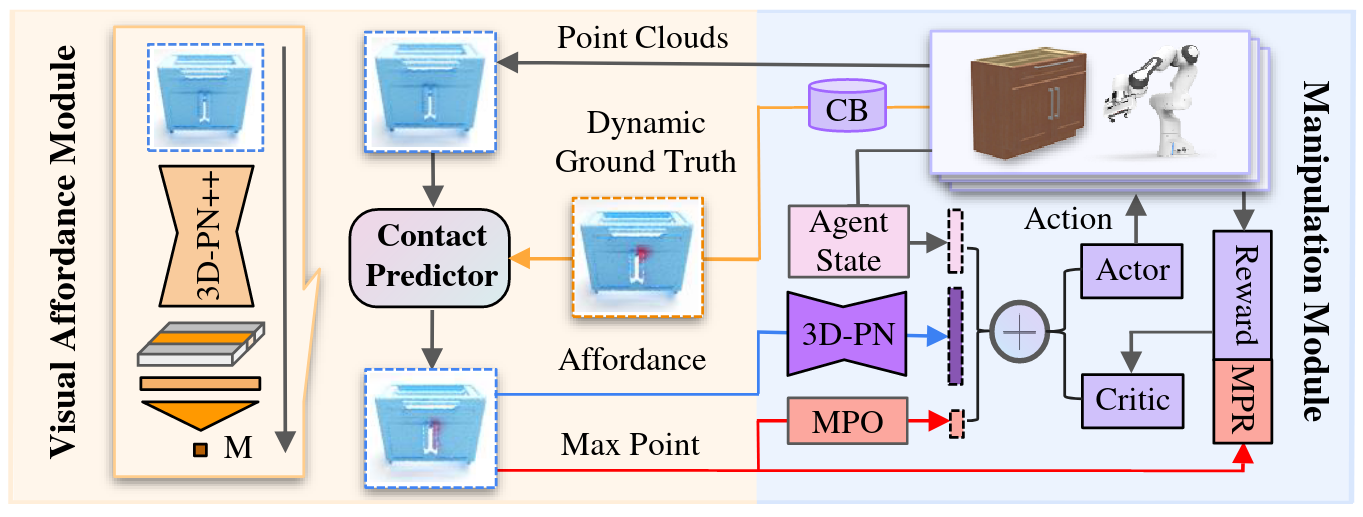 Visual Affordance Module
3D-PN++
M
Point Clouds
Dynamic
Ground Truth
Contact
Predictor
Affordance
Max Point
CB
Agent
State
3D-PN
MPO
Action
Actor
Critic
Reward
MPR
Manipulation Module